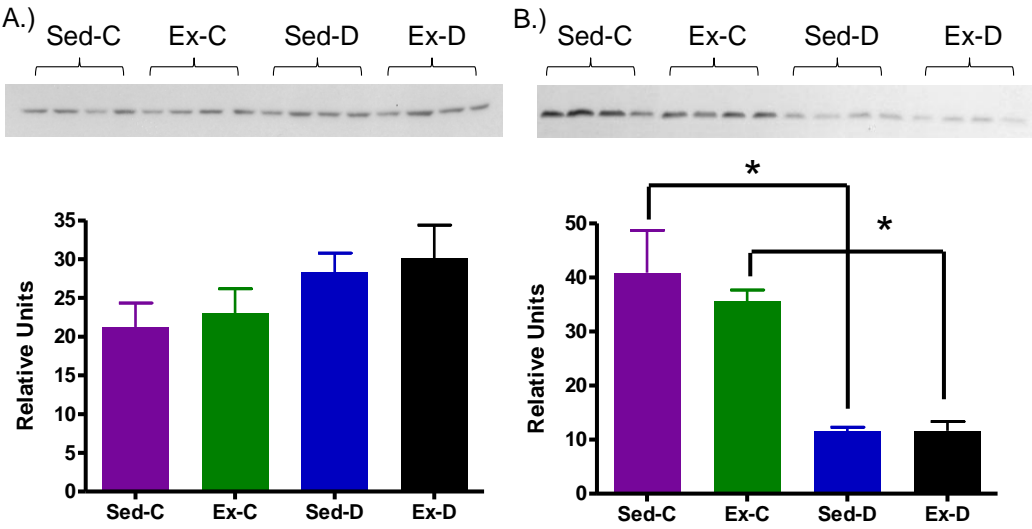 A.)
Sed-C Ex-C Sed-D Ex-D
35
30
25
20
15
10
5
0
Relative Units
Sed-C Ex-C Sed-D Ex-D
B.)
Sed-C Ex-C Sed-D Ex-D
*
*
50
40
30
20
10
0
Relative Units
Sed-C Ex-C Sed-D Ex-D